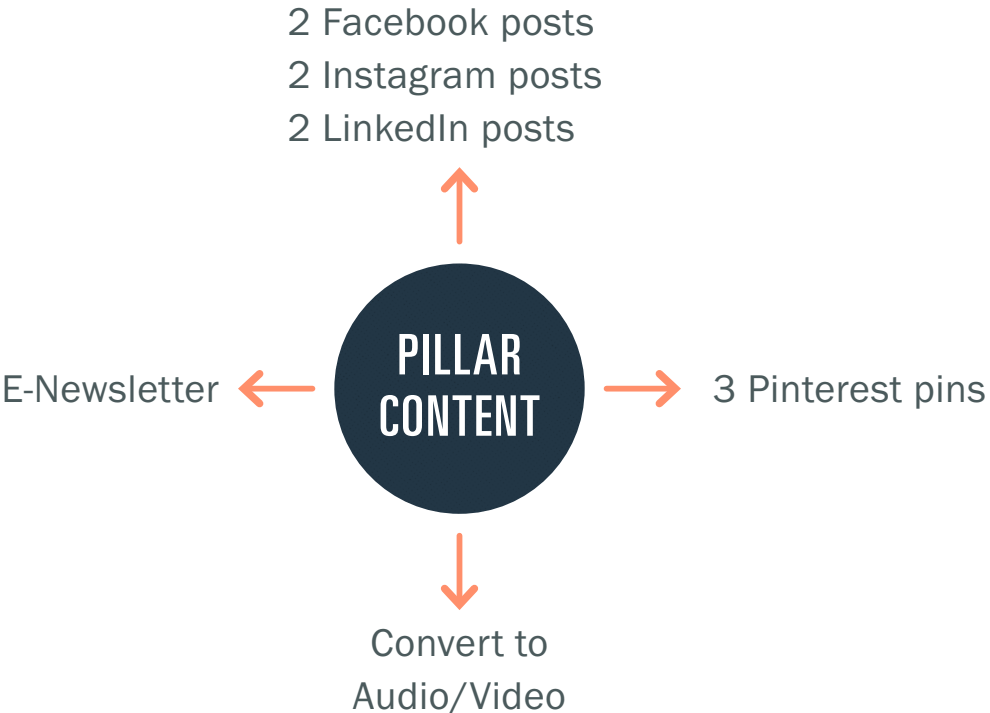 2 Facebook posts
2 Instagram posts
2 LinkedIn posts
PILLAR
CONTENT
E-Newsletter
3 Pinterest pins
Convert to
Audio/Video